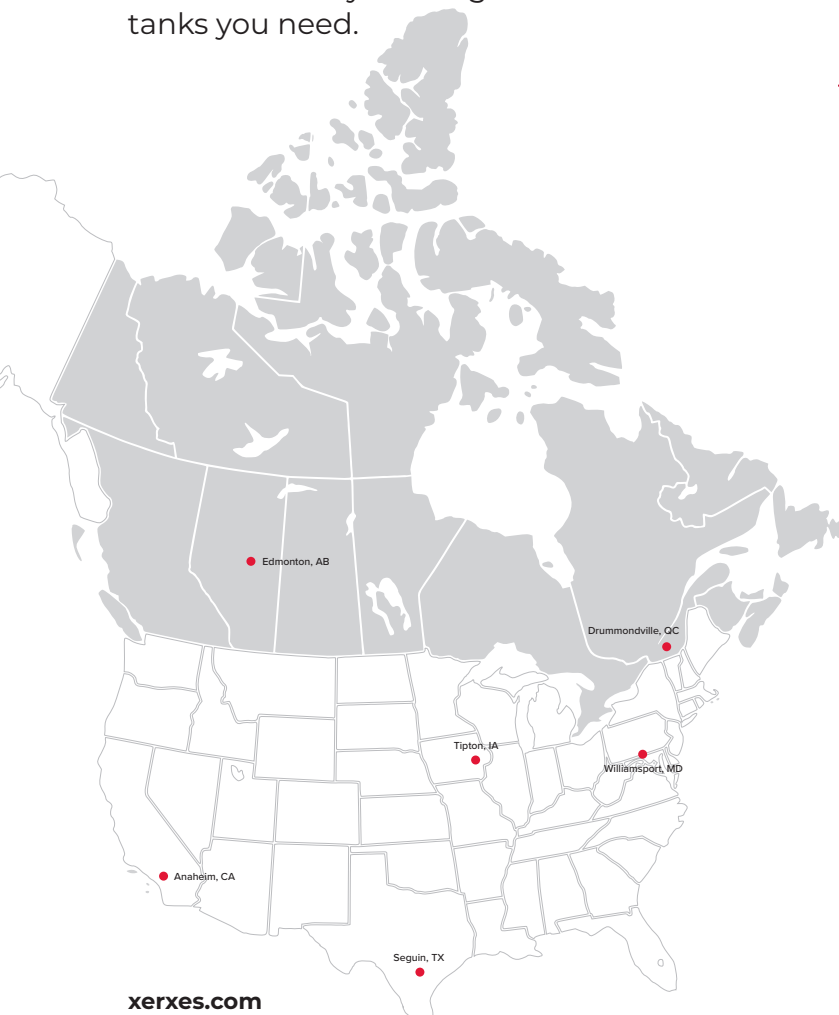 tanks you need.
Edmonton, AB
Drummondville, QC
Tipton, IA
Williamsport, MD
Anaheim, CA
Seguin, TX
xerxes.com